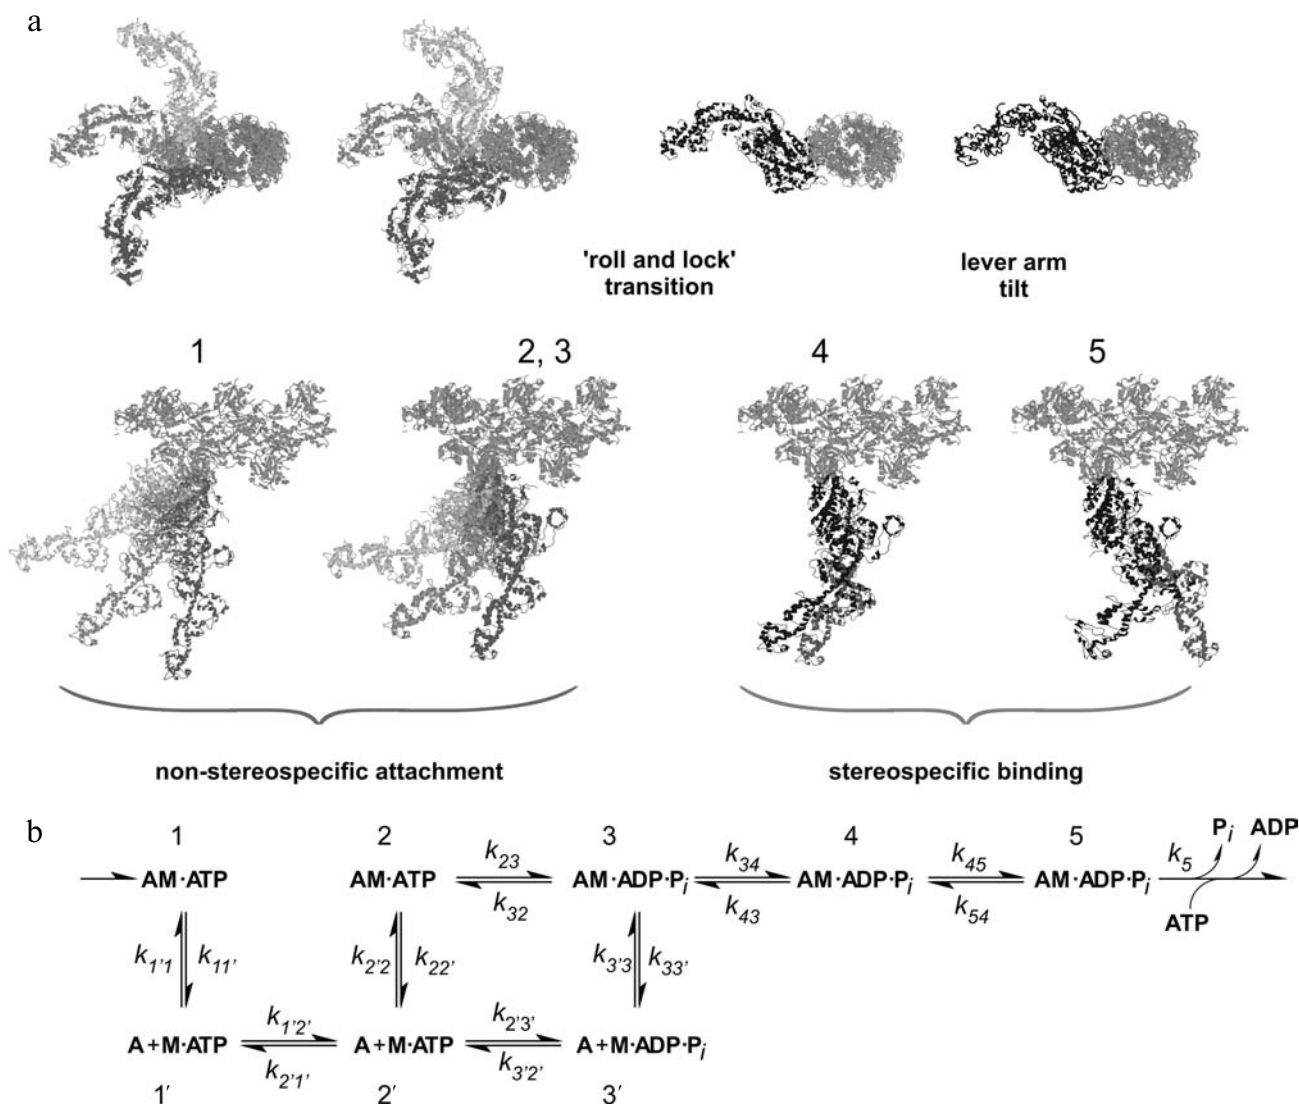 a
'roll and lock'
transition
lever arm
tilt
1
2, 3
4
5
non-stereospecific attachment
stereospecific binding
b
1
2
3
4
5
AM·ATP
AM·ATP
k23
k32
AM·ADP·Pi
k34
k43
AM·ADP·Pi
k45
k54
AM·ADP·Pi
k5
Pi
ADP
ATP
k1'1
k11'
k2'2
k22'
k3'3
k33'
A+M·ATP
k1'2'
k2'1'
A+M·ATP
k2'3'
k3'2'
A+M·ADP·Pi
1'
2'
3'